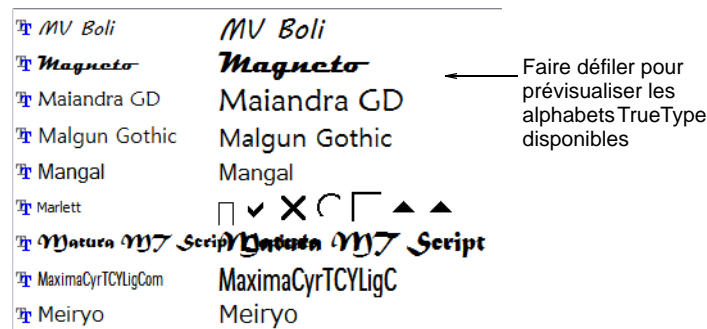 MV Boli MV Boli
Magneto Magneto
Maiandra GD Maiandra GD
Malgun Gothic Malgun Gothic
Mangal Mangal
Marlett
Matura MT Script Matura MT Script
MaximaCyrTCYLigCom MaximaCyrTCYLigC
Meiryo Meiryo
Faire défiler pour
prévisualiser les
alphabets TrueType
disponibles